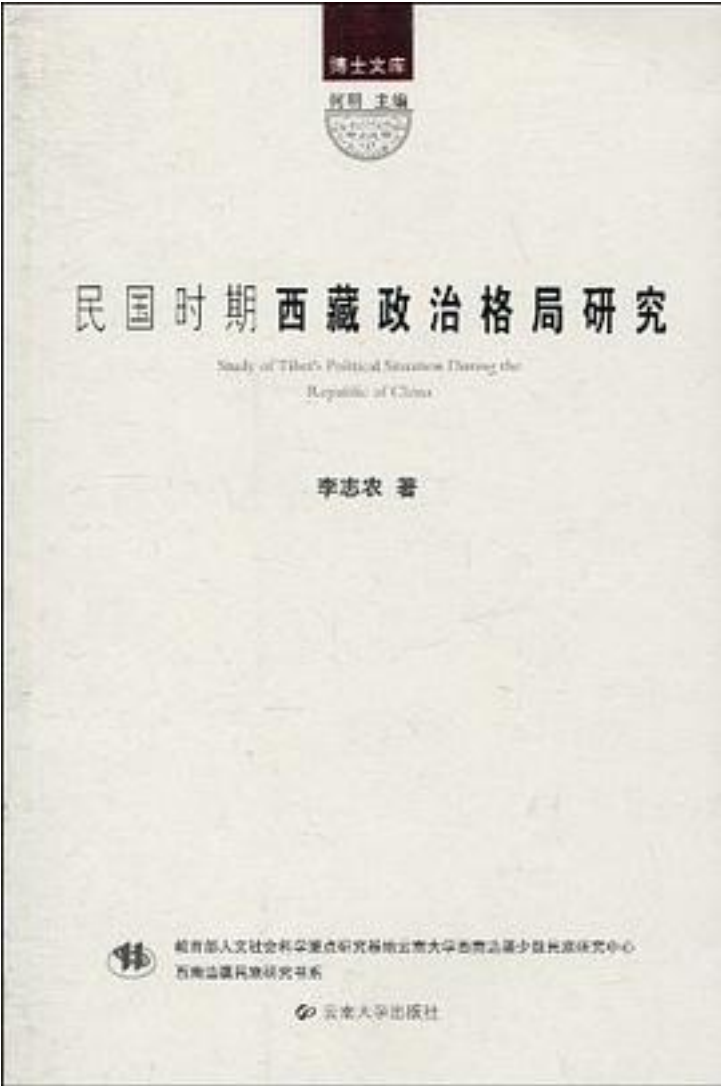 博士文库
何明 主编
民国时期西藏政治格局研究
Study of Tibet's Political Situation During the
Republic of China
李志农 著
教育部人文社会科学重点研究基地云南大学西南边疆少数民族研究中心
西南边疆民族研究书系
云南大学出版社